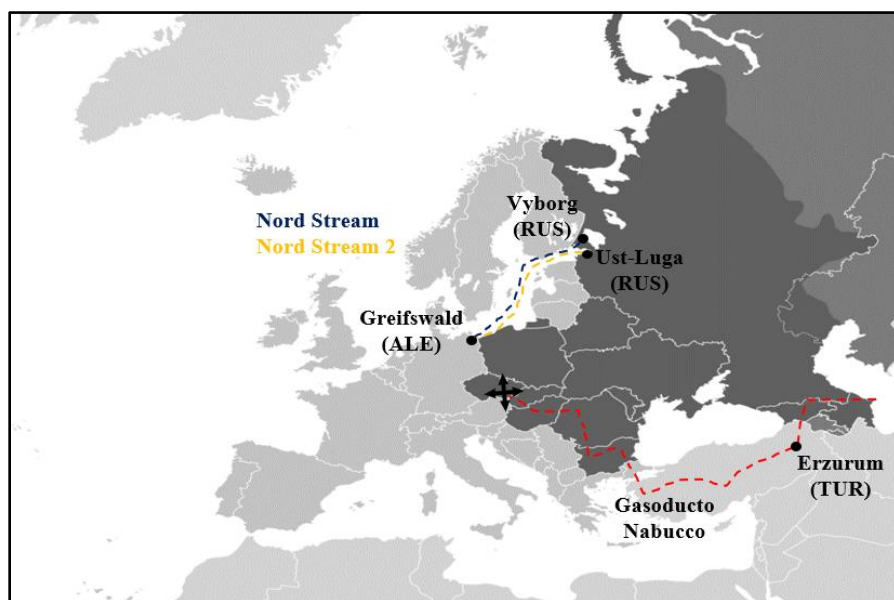 Nord Stream
Nord Stream 2
Vyborg
(RUS)
Ust-Luga
(RUS)
Greifswald
(ALE)
Erzurum
(TUR)
Gasoducto
Nabucco